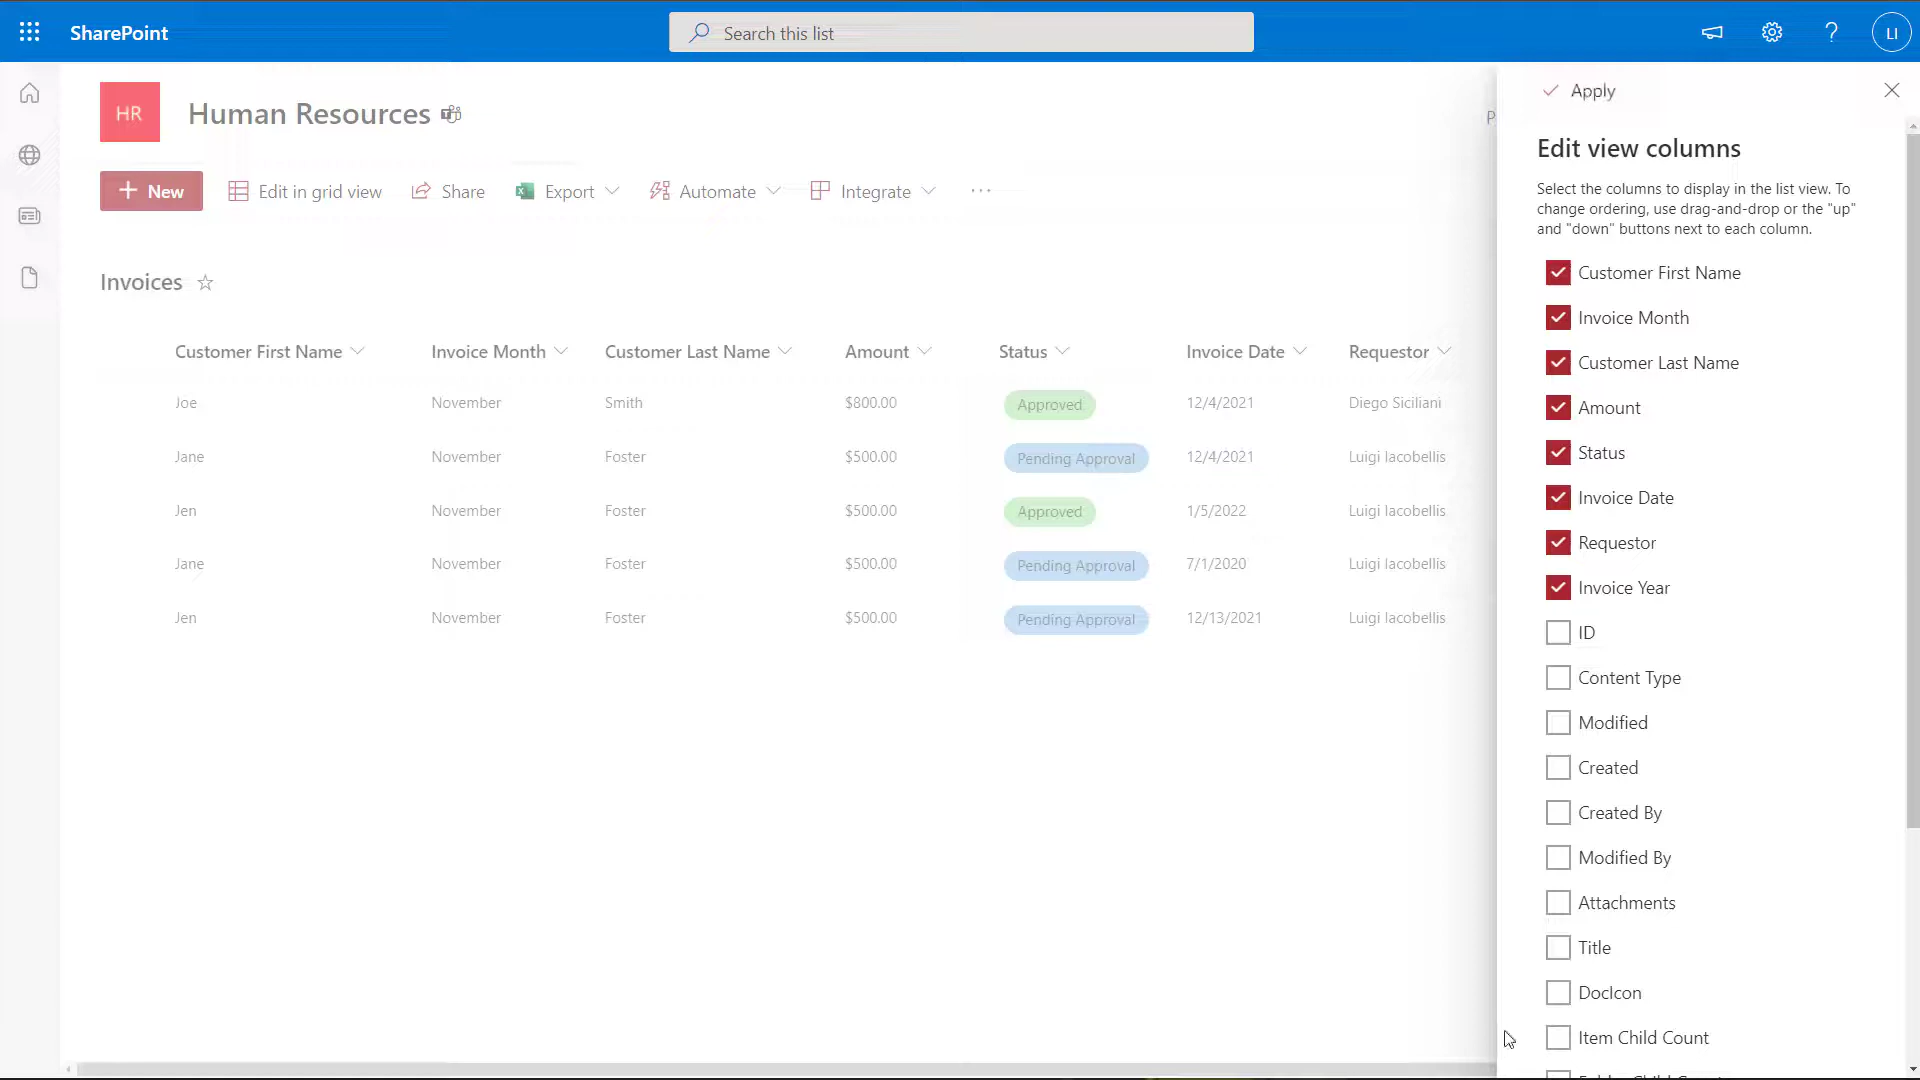 SharePoint
Search this list
LI
HR
Human Resources
P
New
Edit in grid view
Share
Export
Automate
Integrate
Invoices
Customer First Name
Invoice Month
Customer Last Name
Amount
Status
Invoice Date
Requestor
Joe November Smith $800.00 Approved 12/4/2021 Diego Siciliani
Jane November Foster $500.00 Pending Approval 12/4/2021 Luigi Iacobellis
Jen November Foster $500.00 Approved 1/5/2022 Luigi Iacobellis
Jane November Foster $500.00 Pending Approval 7/1/2020 Luigi Iacobellis
Jen November Foster $500.00 Pending Approval 12/13/2021 Luigi Iacobellis
Apply
Edit view columns
Select the columns to display in the list view. To
change ordering, use drag-and-drop or the "up"
and "down" buttons next to each column.
Customer First Name
Invoice Month
Customer Last Name
Amount
Status
Invoice Date
Requestor
Invoice Year
ID
Content Type
Modified
Created
Created By
Modified By
Attachments
Title
DocIcon
Item Child Count